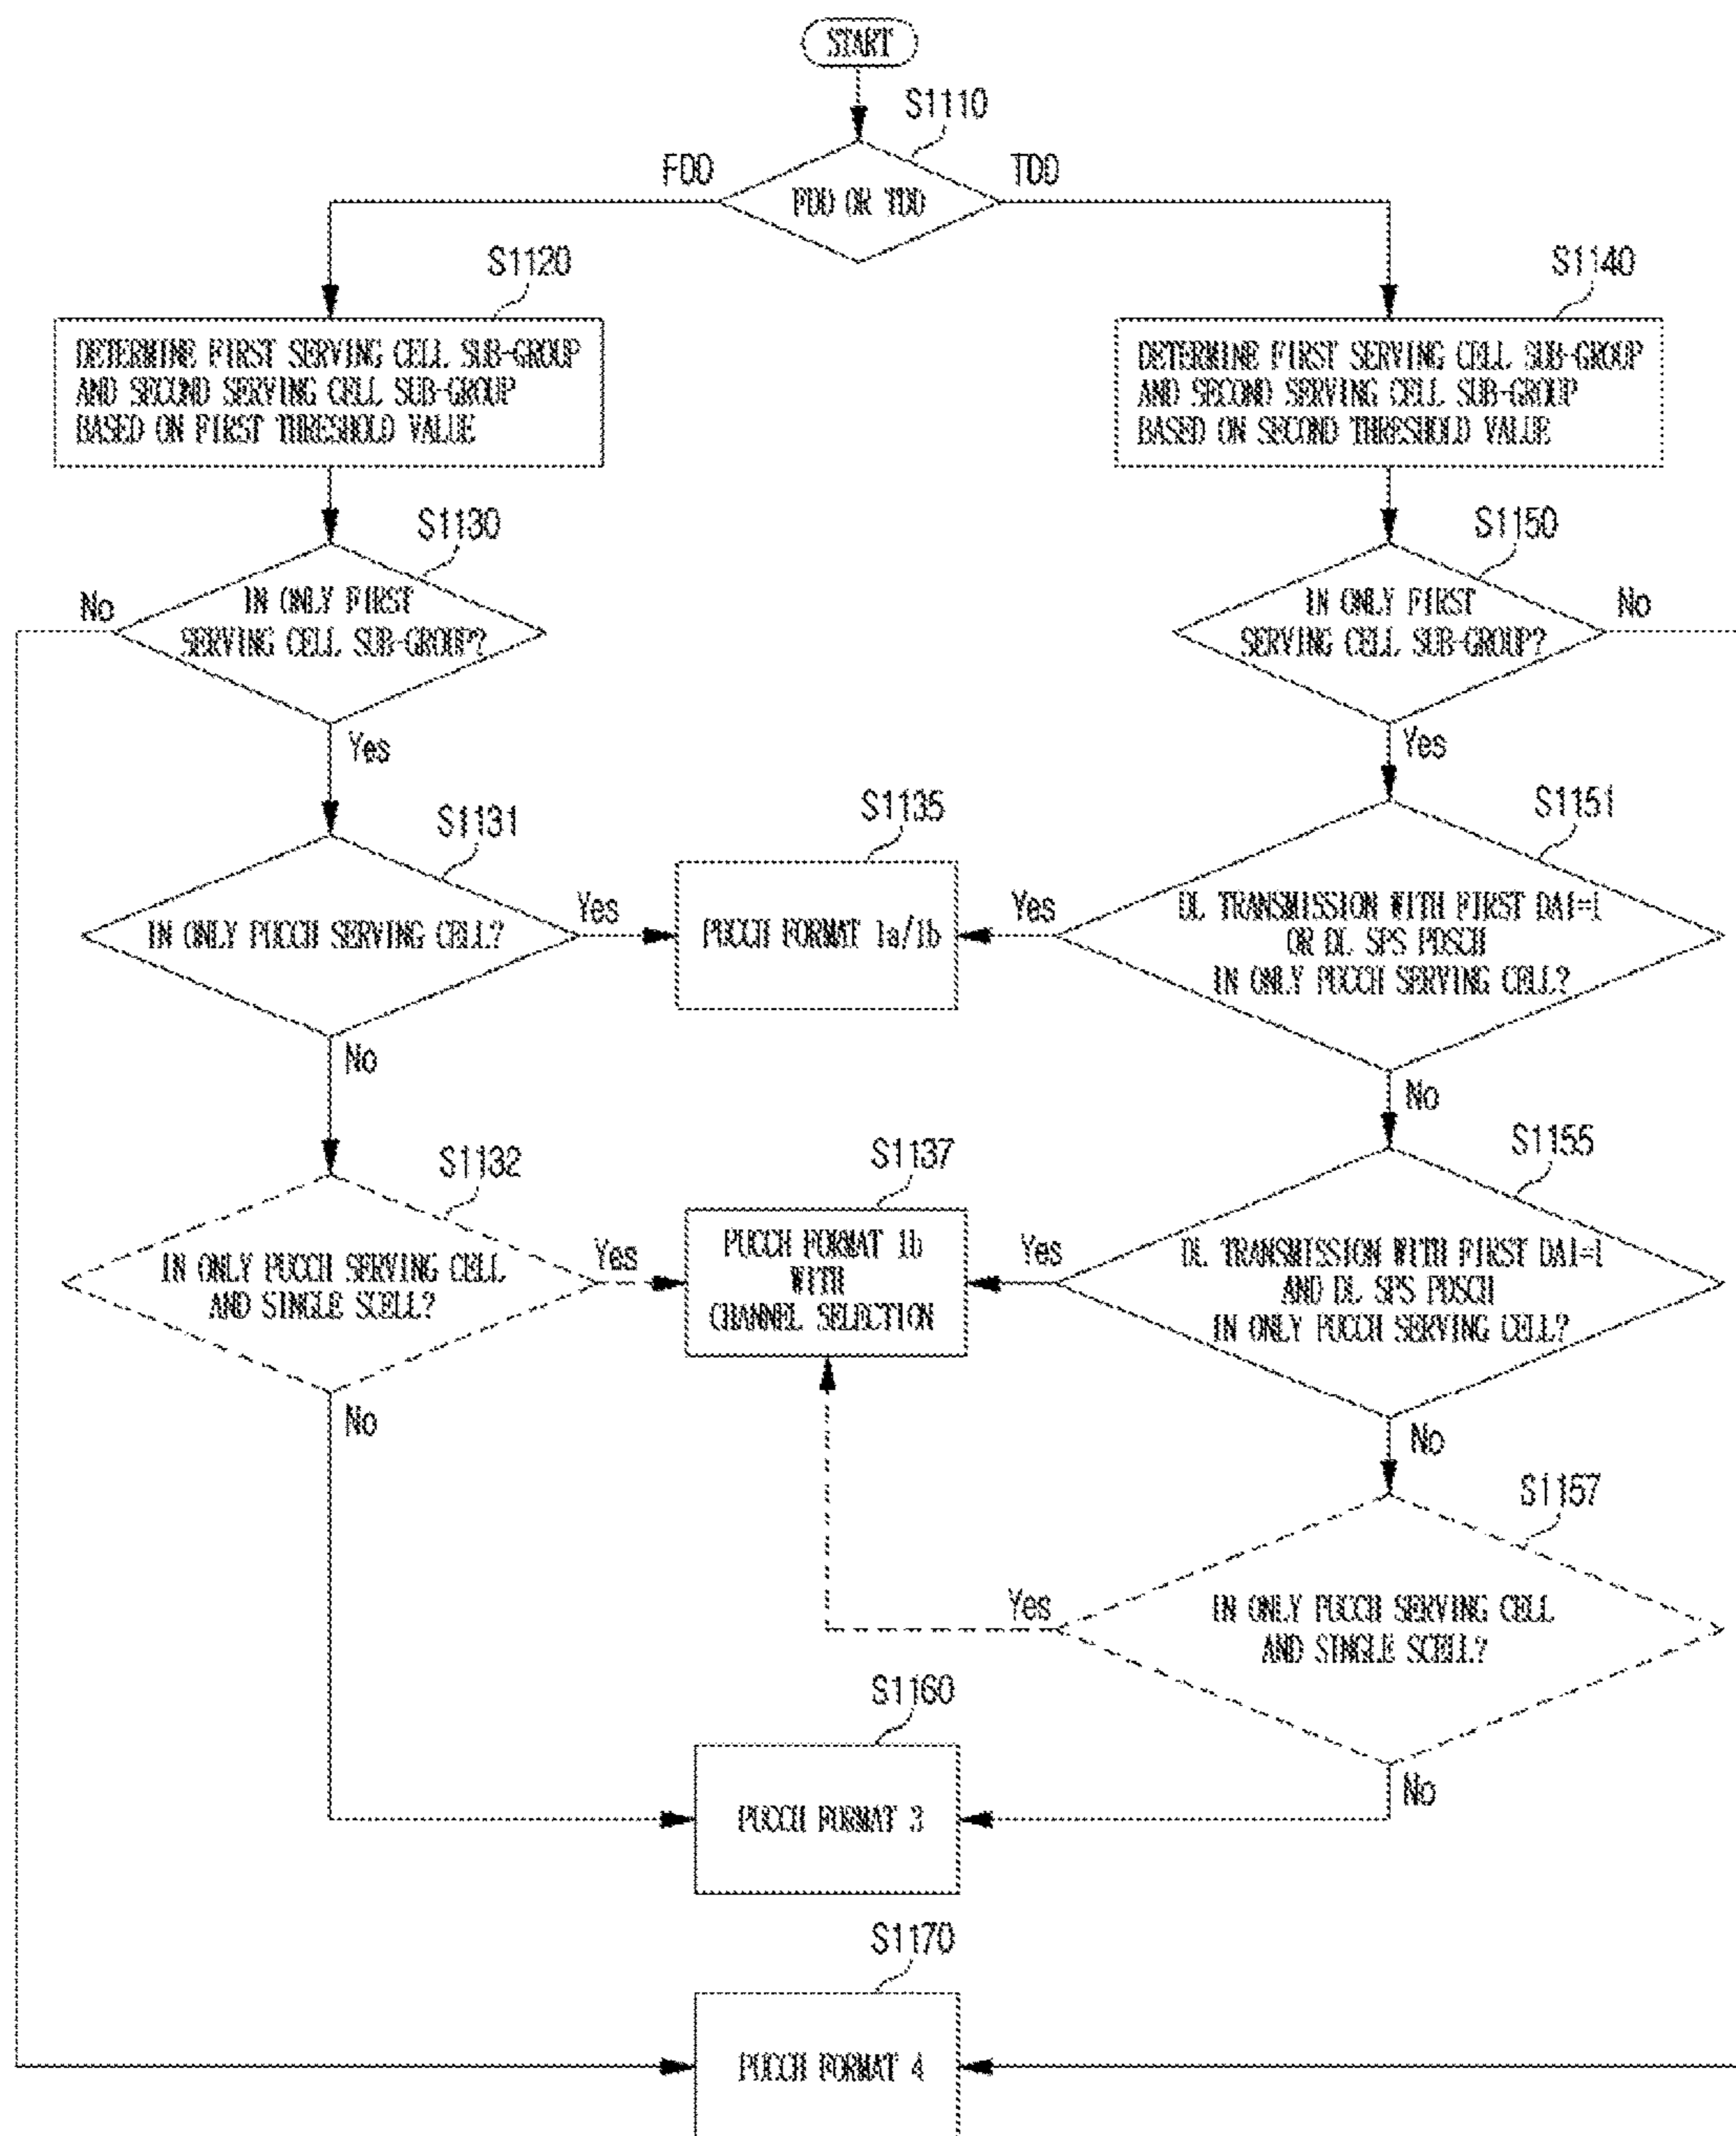 START
S1110
FDD
FDD OR TDD
TDD
S1120
DETERMINE FIRST SERVING CELL SUB-GROUP
AND SECOND SERVING CELL SUB-GROUP
BASED ON FIRST THRESHOLD VALUE
S1140
DETERMINE FIRST SERVING CELL SUB-GROUP
AND SECOND SERVING CELL SUB-GROUP
BASED ON SECOND THRESHOLD VALUE
S1130
No
IN ONLY FIRST
SERVING CELL SUB-GROUP?
Yes
S1150
IN ONLY FIRST
SERVING CELL SUB-GROUP?
No
Yes
S1131
IN ONLY PUCCH SERVING CELL?
Yes
No
S1135
PUCCH FORMAT 1a/1b
S1151
Yes
DL TRANSMISSION WITH FIRST DAI=1
OR DL SPS PDSCH
IN ONLY PUCCH SERVING CELL?
No
S1132
IN ONLY PUCCH SERVING CELL
AND SINGLE SCELL?
Yes
No
S1137
PUCCH FORMAT 1b
WITH
CHANNEL SELECTION
S1155
Yes
DL TRANSMISSION WITH FIRST DAI=1
AND DL SPS PDSCH
IN ONLY PUCCH SERVING CELL?
No
S1157
Yes
IN ONLY PUCCH SERVING CELL
AND SINGLE SCELL?
No
S1160
PUCCH FORMAT 3
S1170
PUCCH FORMAT 4